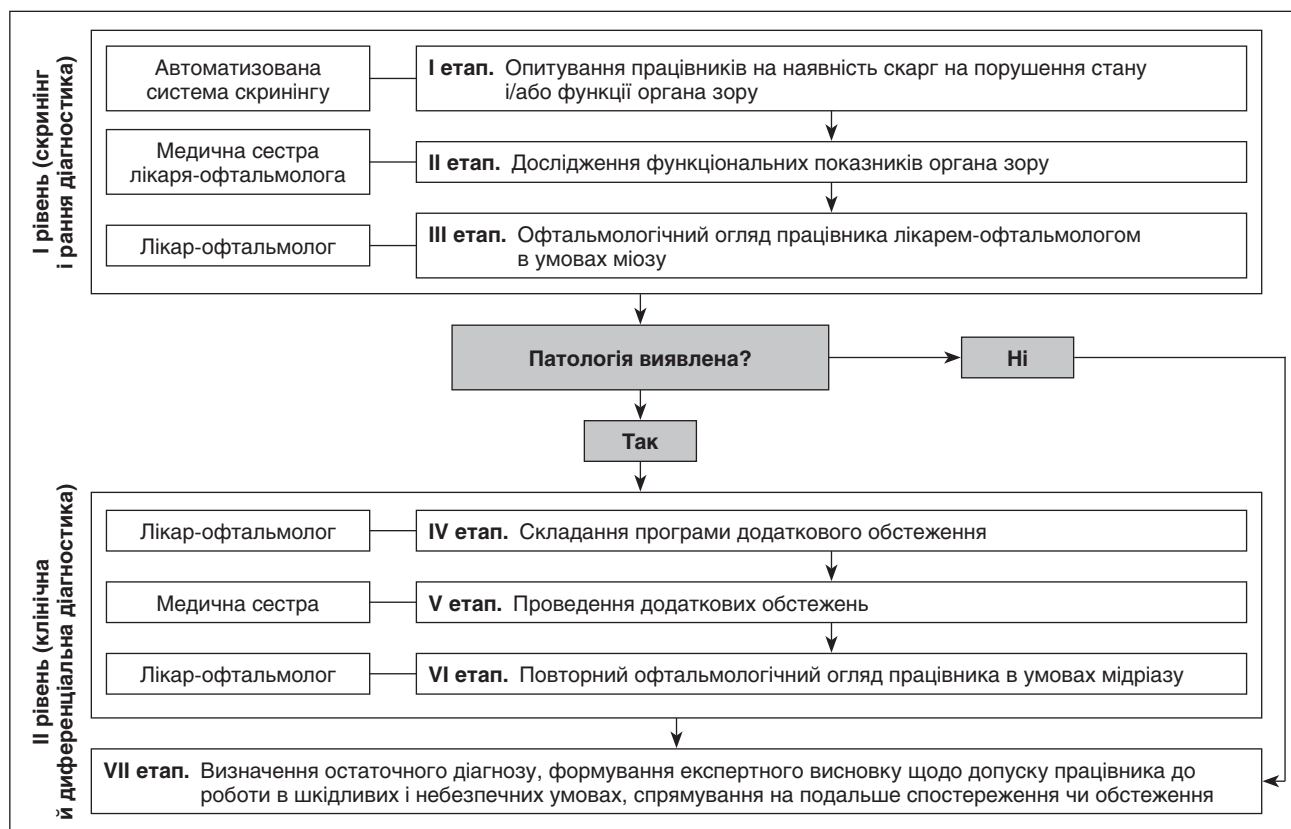 І рівень (скринінг
і рання діагностика)
Автоматизована
система скринінгу
І етап. Опитування працівників на наявність скарг на порушення стану
і/або функції органа зору
Медична сестра
лікаря-офтальмолога
ІІ етап. Дослідження функціональних показників органа зору
Лікар-офтальмолог
ІІІ етап. Офтальмологічний огляд працівника лікарем-офтальмологом
в умовах міозу
Патологія виявлена?
Ні
Так
ІІ рівень (клінічна
й диференціальна діагностика)
Лікар-офтальмолог
IV етап. Складання програми додаткового обстеження
Медична сестра
V етап. Проведення додаткових обстежень
Лікар-офтальмолог
VI етап. Повторний офтальмологічний огляд працівника в умовах мідріазу
VII етап. Визначення остаточного діагнозу, формування експертного висновку щодо допуску працівника до
роботи в шкідливих і небезпечних умовах, спрямування на подальше спостереження чи обстеження